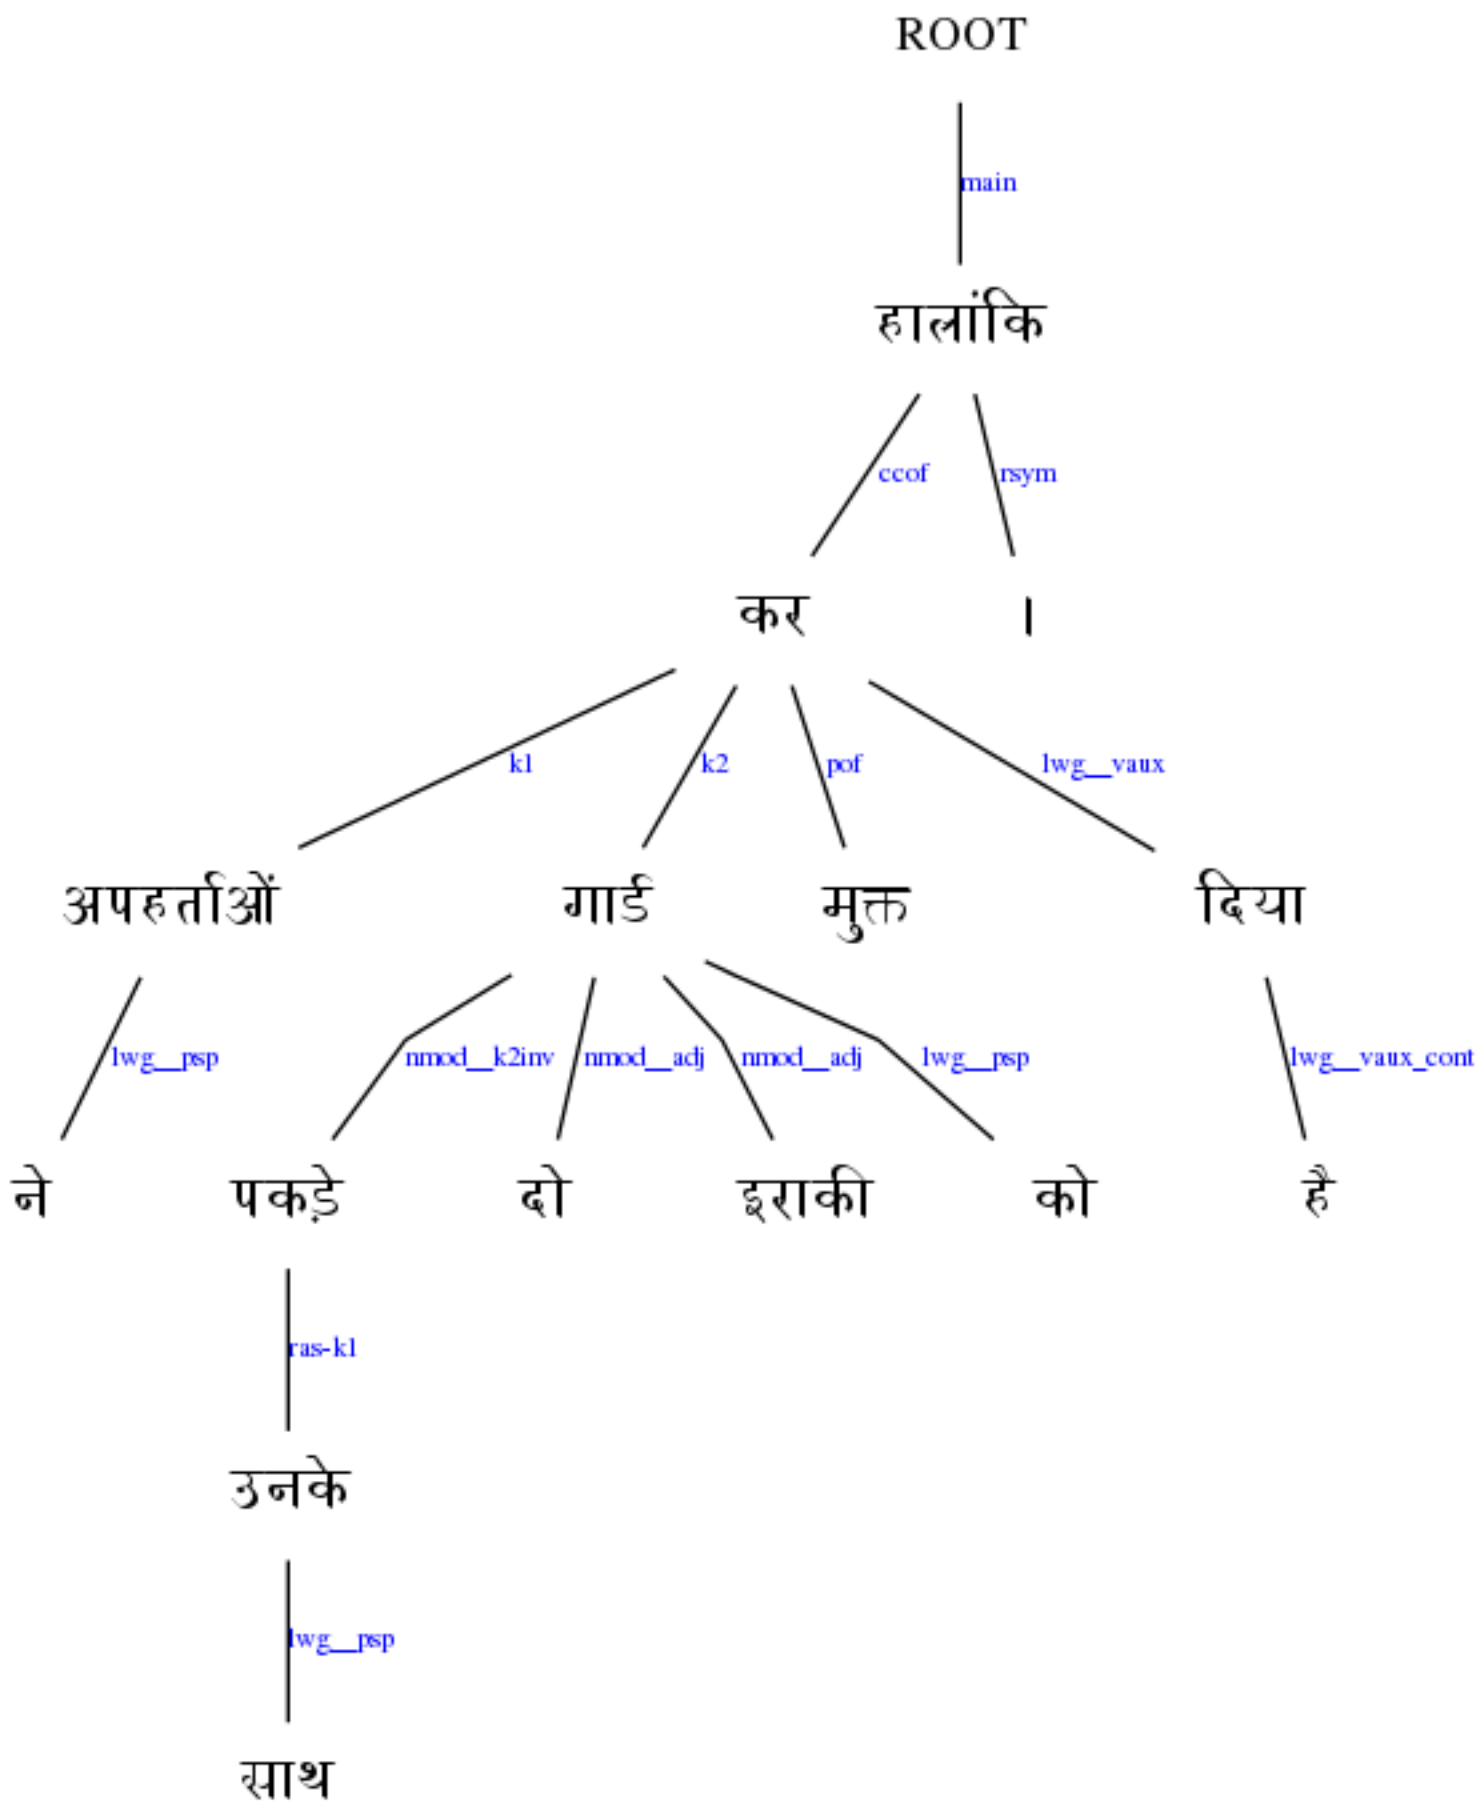 ROOT
main
हालांकि
ccof rsym
कर ।
k1 k2 pof lwg__vaux
अपहर्ताओं गार्ड मुक्त दिया
lwg__psp nmod__k2inv nmod__adj nmod__adj lwg__psp lwg__vaux_cont
ने पकड़े दो इराकी को है
ras-k1
उनके
lwg__psp
साथ